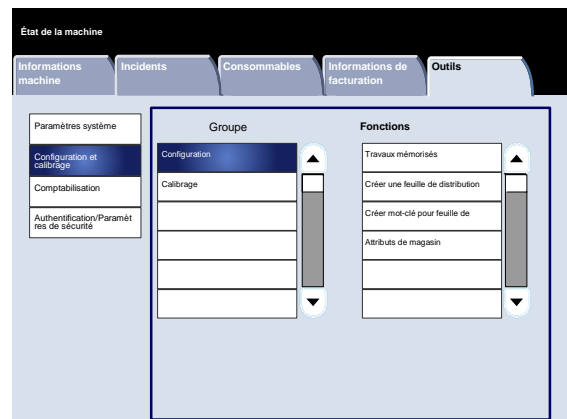 État de la machine
Informations
machine
Incidents
Consommables
Informations de
facturation
Outils
Paramètres système
Configuration et
calibrage
Comptabilisation
Authentification/Paramèt
res de sécurité
Groupe
Configuration
Calibrage
Fonctions
Travaux mémorisés
Créer une feuille de distribution
Créer mot-clé pour feuille de
Attributs de magasin